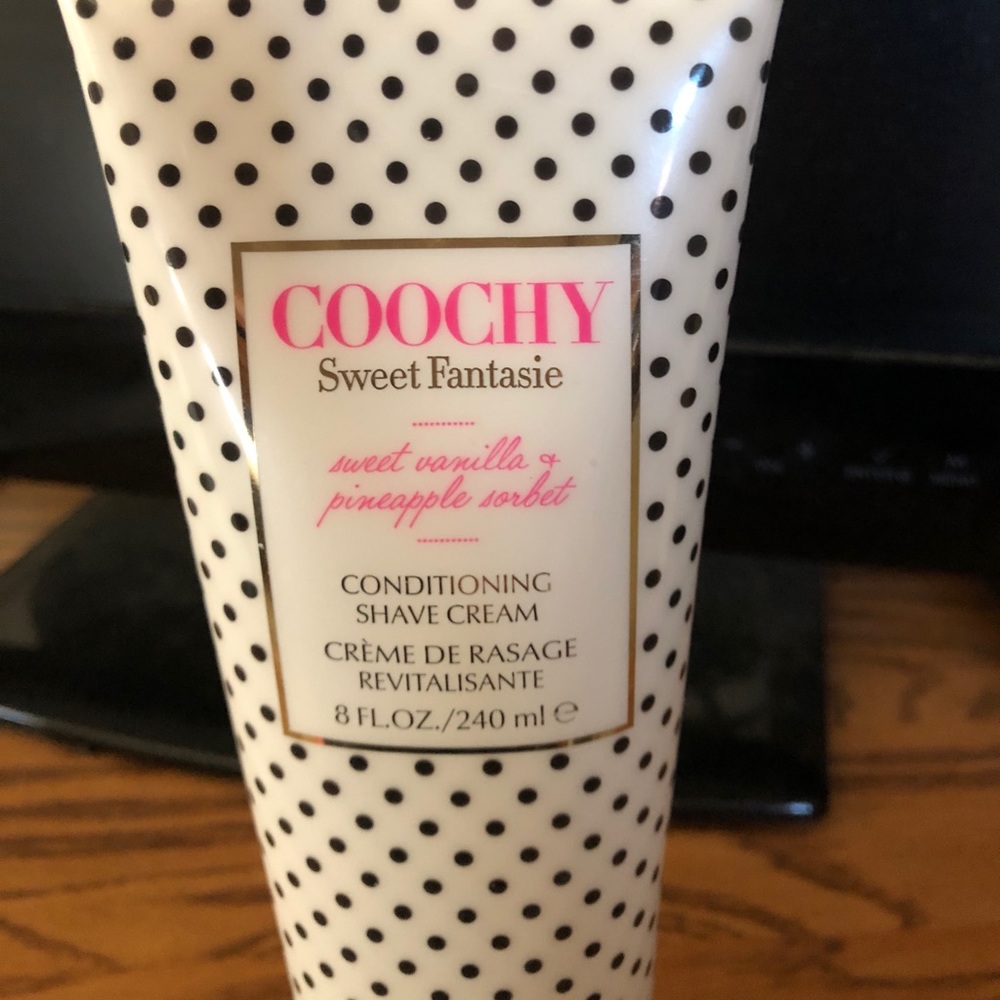 COOCHY
Sweet Fantasie
sweet vanilla &
pineapple sorbet
CONDITIONING
SHAVE CREAM
CRÈME DE RASAGE
REVITALISANTE
8 FL.OZ./240 ml ℮